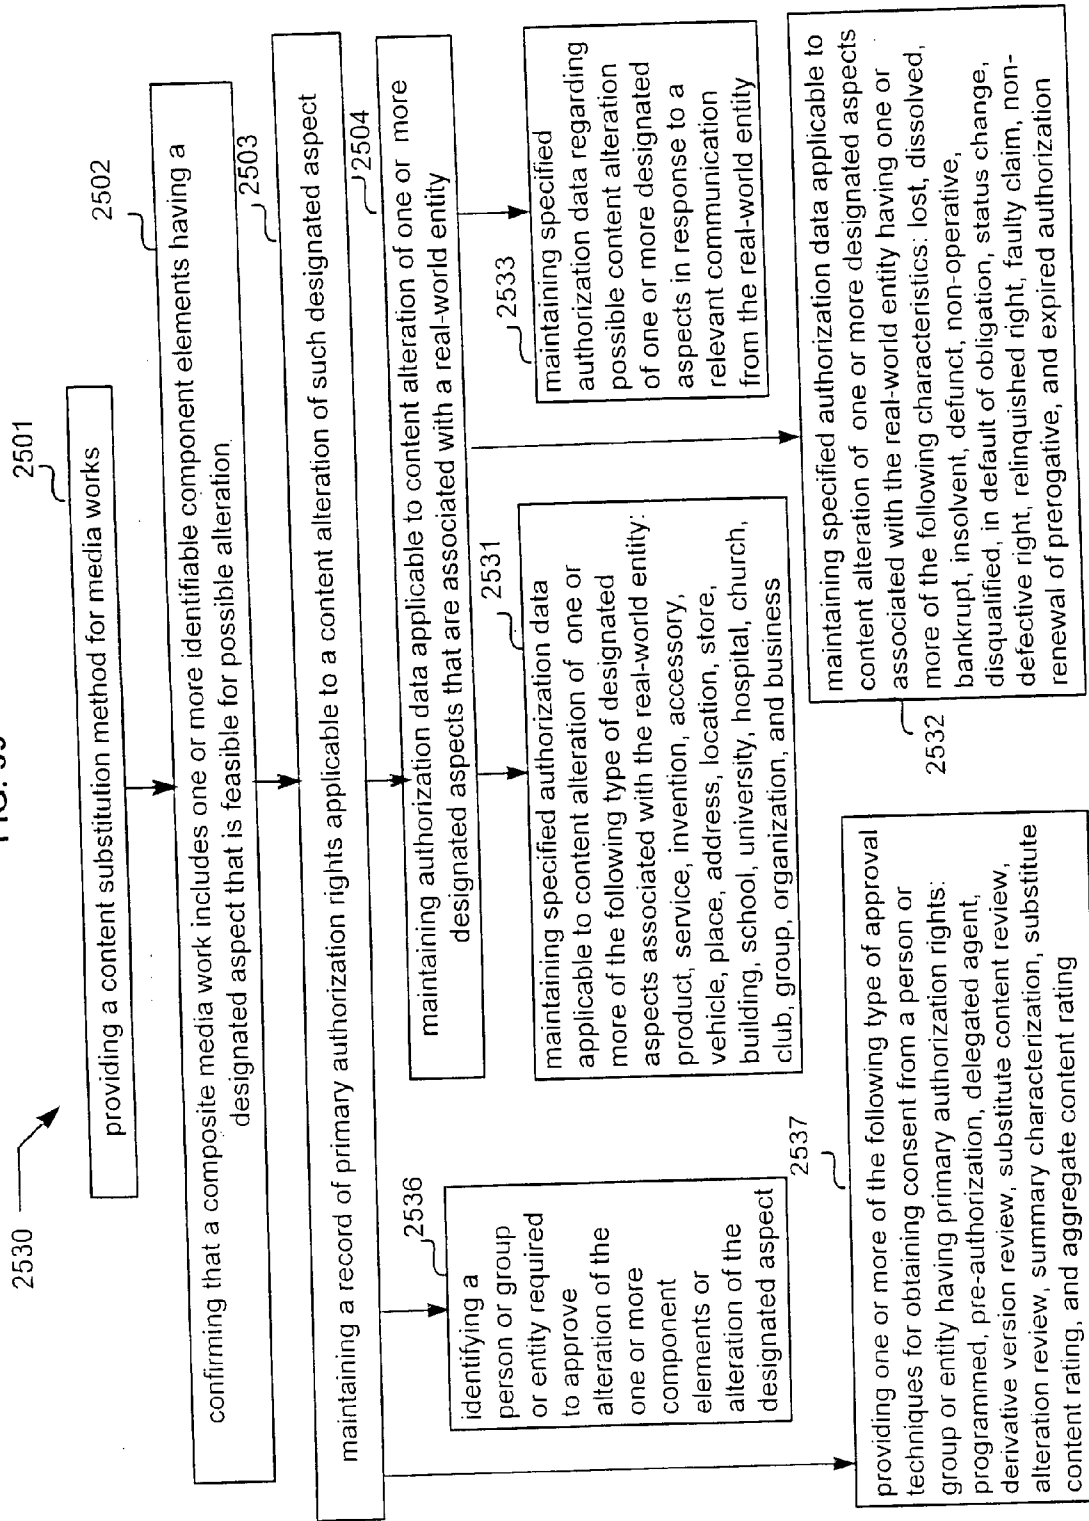 2530
providing a content substitution method for media works
2501
confirming that a composite media work includes one or more identifiable component elements having a
designated aspect that is feasible for possible alteration
2502
maintaining a record of primary authorization rights applicable to a content alteration of such designated aspect
2503
maintaining authorization data applicable to content alteration of one or more
designated aspects that are associated with a real-world entity
2504
identifying a
person or group
or entity required
to approve
alteration of the
one or more
component
elements or
alteration of the
designated aspect
2536
maintaining specified authorization data
applicable to content alteration of one or
more of the following type of designated
aspects associated with the real-world entity:
product, service, invention, accessory,
vehicle, place, address, location, store,
building, school, university, hospital, church,
club, group, organization, and business
2531
maintaining specified
authorization data regarding
possible content alteration
of one or more designated
aspects in response to a
relevant communication
from the real-world entity
2533
providing one or more of the following type of approval
techniques for obtaining consent from a person or
group or entity having primary authorization rights:
programmed, pre-authorization, delegated agent,
derivative version review, substitute content review,
alteration review, summary characterization, substitute
content rating, and aggregate content rating
2537
maintaining specified authorization data applicable to
content alteration of one or more designated aspects
associated with the real-world entity having one or
more of the following characteristics: lost, dissolved,
bankrupt, insolvent, defunct, non-operative,
disqualified, in default of obligation, status change,
defective right, relinquished right, faulty claim, non-
renewal of prerogative, and expired authorization
2532